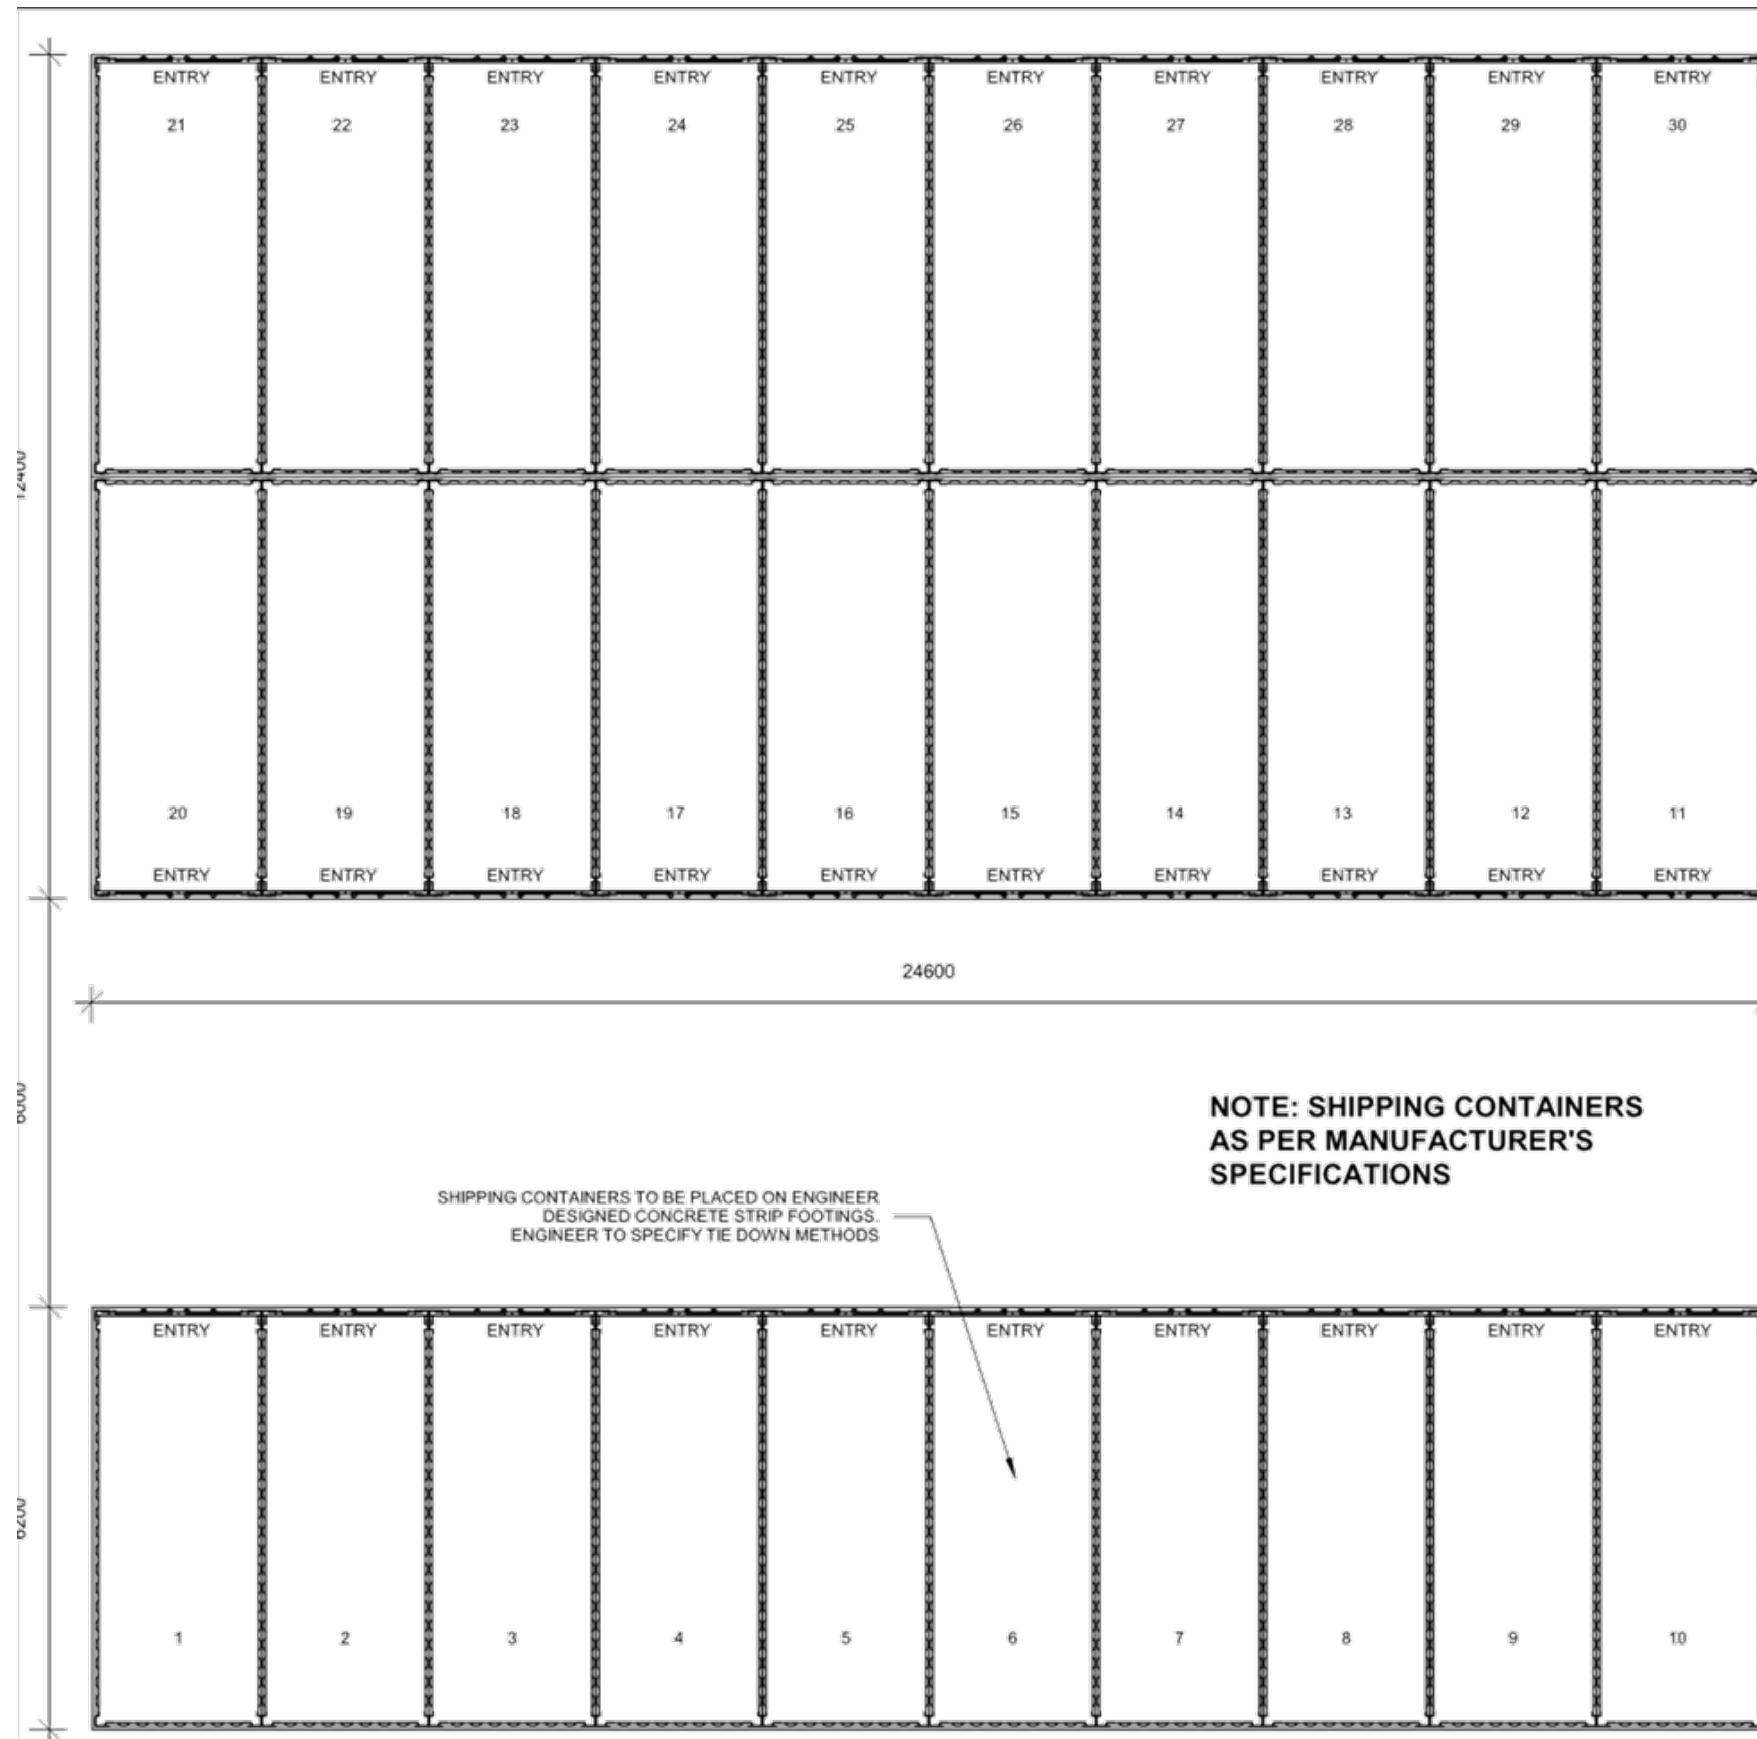 ENTRY ENTRY ENTRY ENTRY ENTRY ENTRY ENTRY ENTRY ENTRY ENTRY
21 22 23 24 25 26 27 28 29 30
12400
20 19 18 17 16 15 14 13 12 11
ENTRY ENTRY ENTRY ENTRY ENTRY ENTRY ENTRY ENTRY ENTRY ENTRY
24600
NOTE: SHIPPING CONTAINERS
AS PER MANUFACTURER'S
SPECIFICATIONS
SHIPPING CONTAINERS TO BE PLACED ON ENGINEER
DESIGNED CONCRETE STRIP FOOTINGS.
ENGINEER TO SPECIFY TIE DOWN METHODS
ENTRY ENTRY ENTRY ENTRY ENTRY ENTRY ENTRY ENTRY ENTRY ENTRY
6200
1 2 3 4 5 6 7 8 9 10